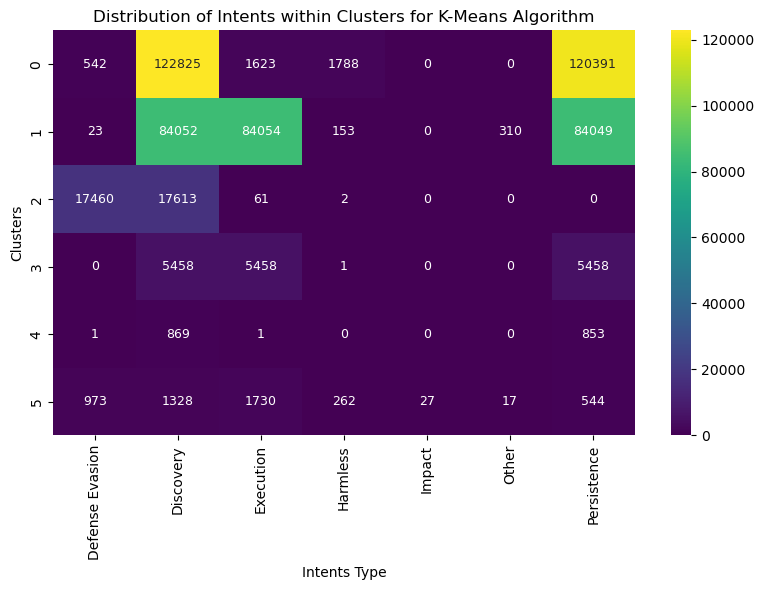 Distribution of Intents within Clusters for K-Means Algorithm
0 542 122825 1623 1788 0 0 120391
1 23 84052 84054 153 0 310 84049
2 17460 17613 61 2 0 0 0
3 0 5458 5458 1 0 0 5458
4 1 869 1 0 0 0 853
5 973 1328 1730 262 27 17 544
Clusters
Defense Evasion
Discovery
Execution
Harmless
Impact
Other
Persistence
Intents Type
120000
100000
80000
60000
40000
20000
0